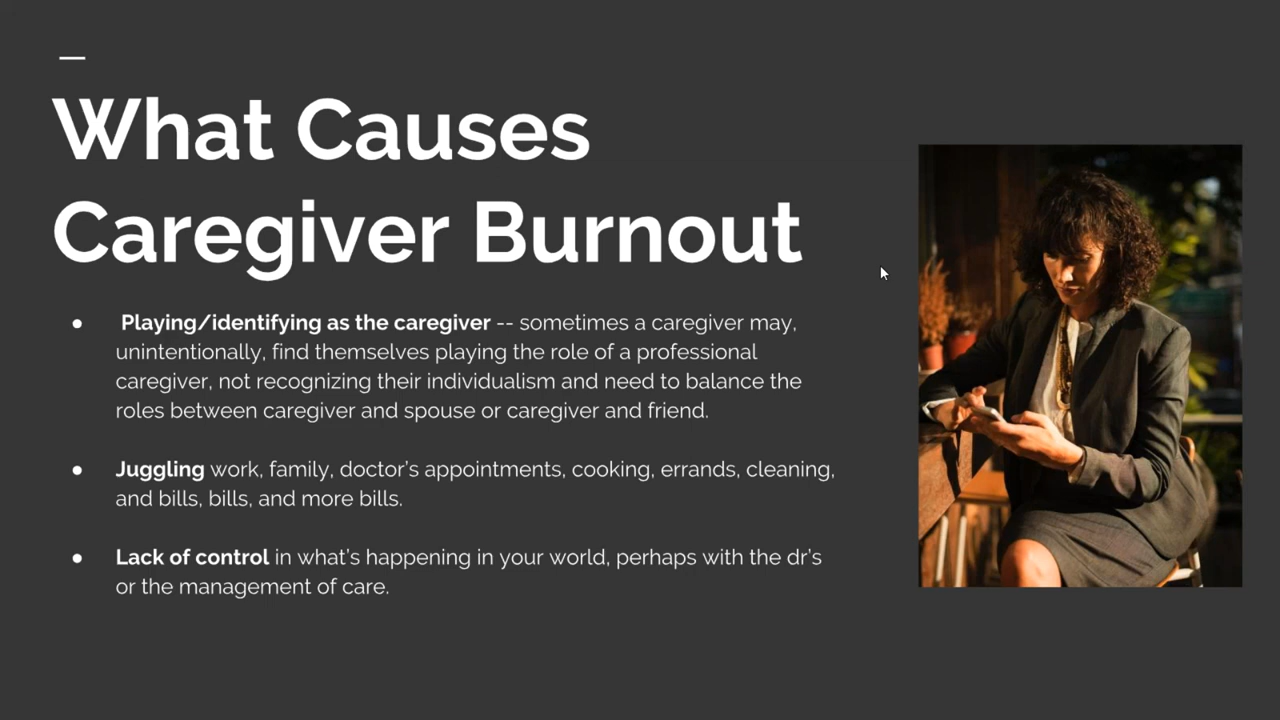 What Causes
Caregiver Burnout
● Playing/identifying as the caregiver -- sometimes a caregiver may,
unintentionally, find themselves playing the role of a professional
caregiver, not recognizing their individualism and need to balance the
roles between caregiver and spouse or caregiver and friend.
● Juggling work, family, doctor's appointments, cooking, errands, cleaning,
and bills, bills, and more bills.
● Lack of control in what's happening in your world, perhaps with the dr's
or the management of care.